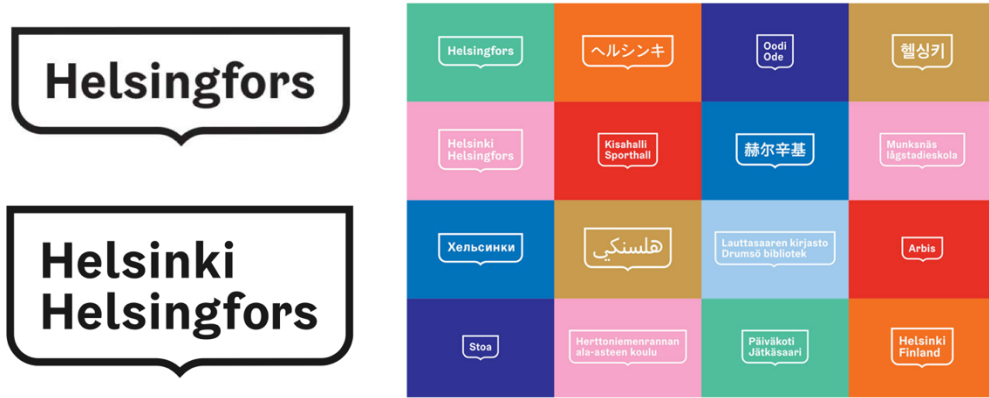 Helsingfors
Helsinki
Helsingfors
Helsingfors
ヘルシンキ
Oodi
Ode
헬싱키
Helsinki
Helsingfors
Kisahalli
Sporthall
赫尔辛基
Munksnäs
lågstadieskola
Хельсинки
هلسنكي
Lauttasaaren kirjasto
Drumsö bibliotek
Arbis
Stoa
Herttoniemenrannan
ala-asteen koulu
Päiväkoti
Jätkäsaari
Helsinki
Finland